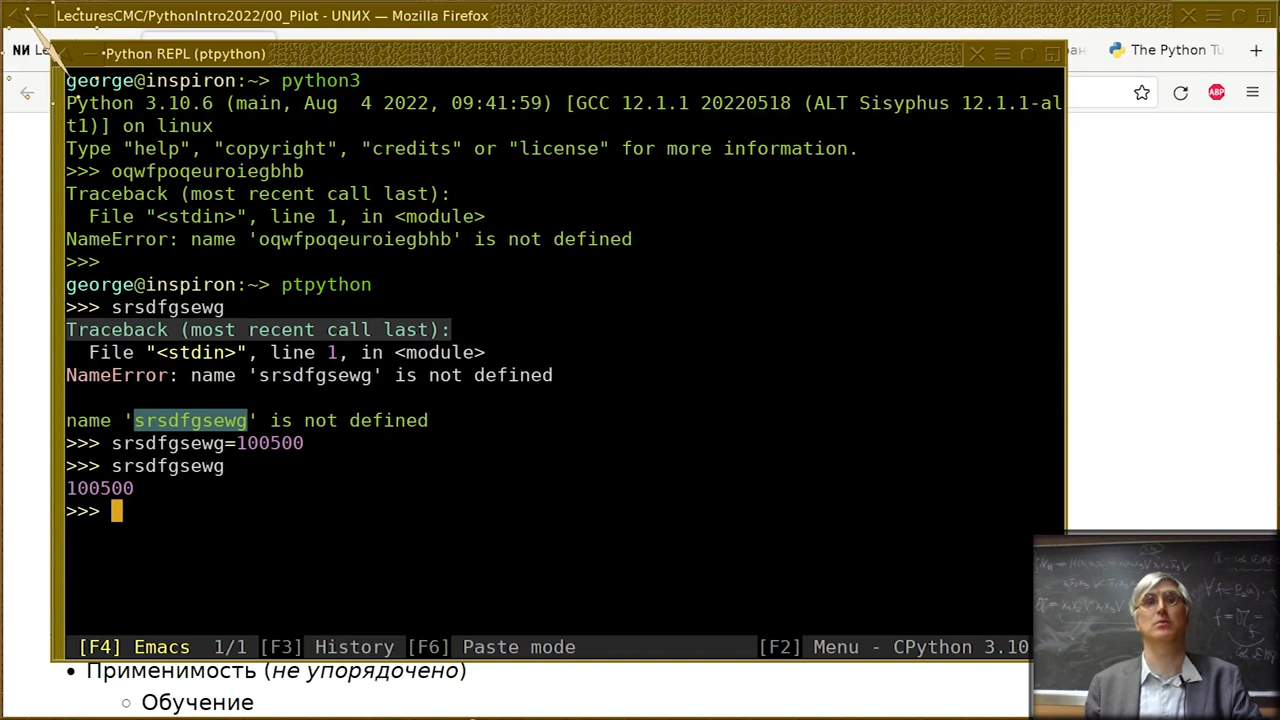 LecturesCMC/PythonIntro2022/00_Pilot - UNИX — Mozilla Firefox
NИ Le
The Python Tu
Python REPL (ptpython)
george@inspiron:~> python3
Python 3.10.6 (main, Aug  4 2022, 09:41:59) [GCC 12.1.1 20220518 (ALT Sisyphus 12.1.1-al
t1)] on linux
Type "help", "copyright", "credits" or "license" for more information.
>>> oqwfpoqeuroiegbhb
Traceback (most recent call last):
  File "<stdin>", line 1, in <module>
NameError: name 'oqwfpoqeuroiegbhb' is not defined
>>>
george@inspiron:~> ptpython
>>> srsdfgsewg
Traceback (most recent call last):
  File "<stdin>", line 1, in <module>
NameError: name 'srsdfgsewg' is not defined
name 'srsdfgsewg' is not defined
>>> srsdfgsewg=100500
>>> srsdfgsewg
100500
>>>
[F4] Emacs  1/1 [F3] History [F6] Paste mode [F2] Menu - CPython 3.10
• Применимость (не упорядочено)
○ Обучение
ABP